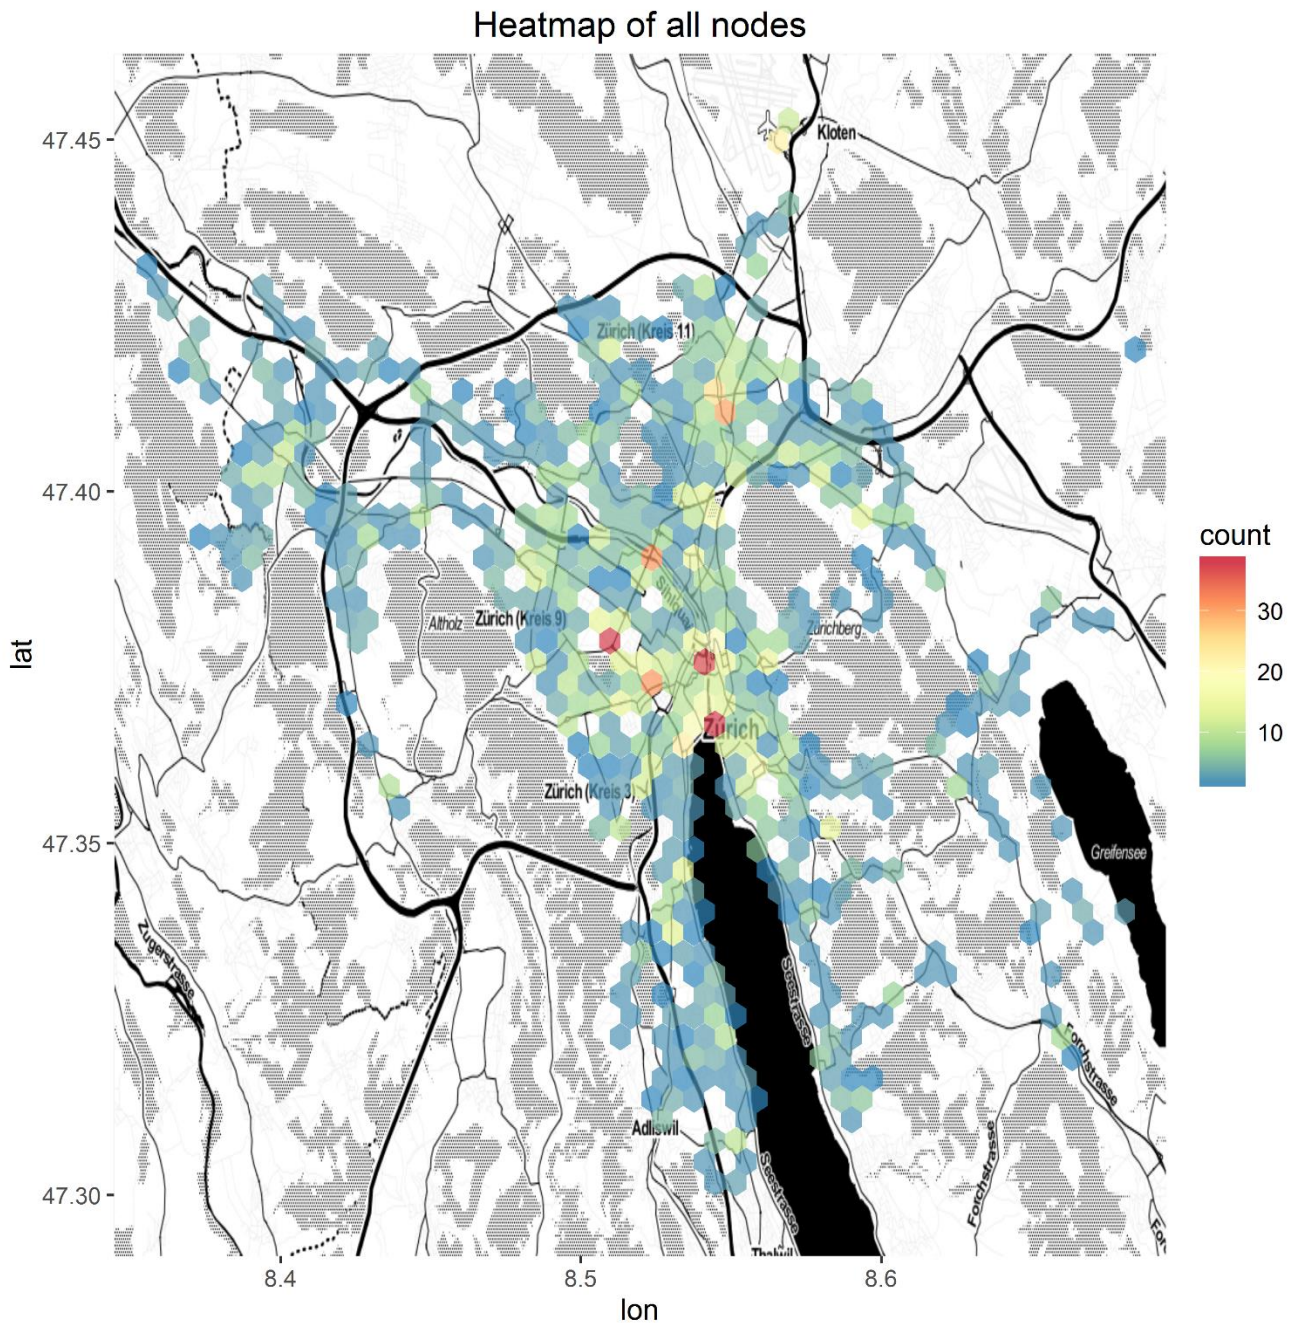 Heatmap of all nodes
47.45
Kloten
Zürich (Kreis 11)
47.40
Sihlquai
Altholz
Zürich (Kreis 9)
Zürichberg
count
30
20
10
lat
Zürich
Zürich (Kreis 3)
47.35
Greifensee
Zugerstrasse
Seestrasse
Forchstrasse
Adliswil
Seestrasse
Forchstrasse
47.30
Thalwil
8.4
8.5
8.6
lon